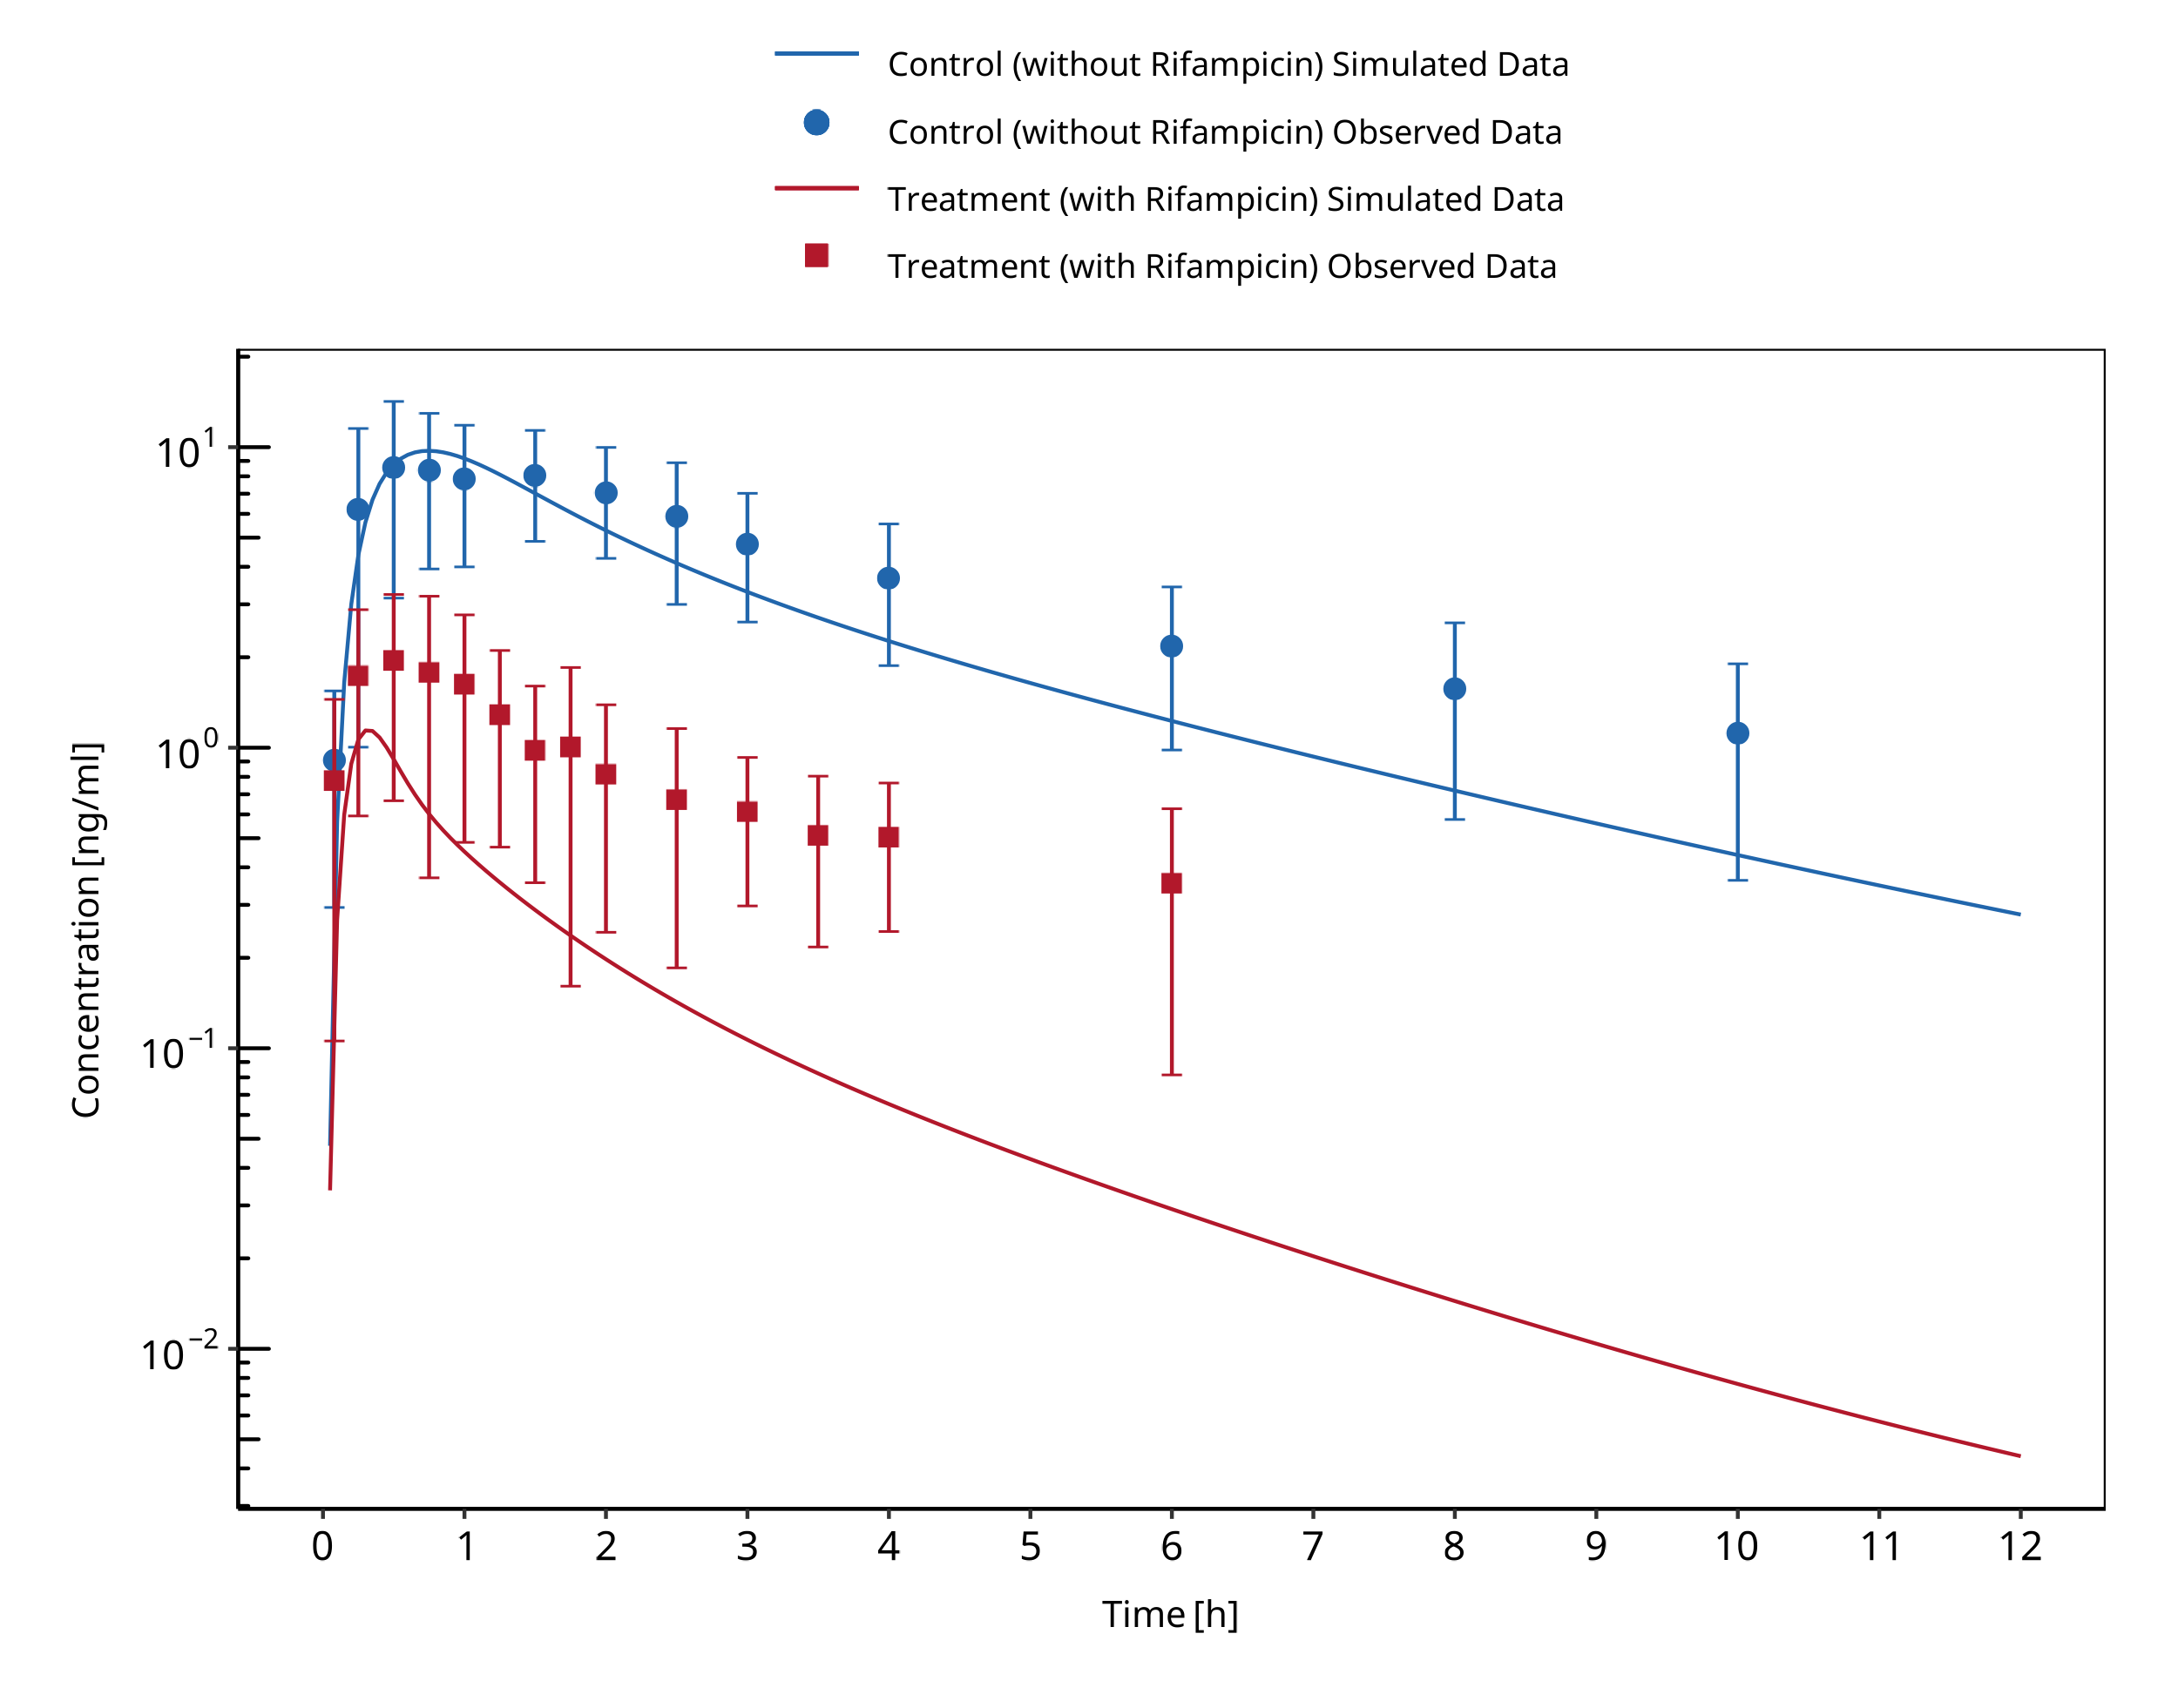 Control (without Rifampicin) Simulated Data
Control (without Rifampicin) Observed Data
Treatment (with Rifampicin) Simulated Data
Treatment (with Rifampicin) Observed Data
Concentration [ng/ml]
10^1
10^0
10^−1
10^−2
0 1 2 3 4 5 6 7 8 9 10 11 12
Time [h]